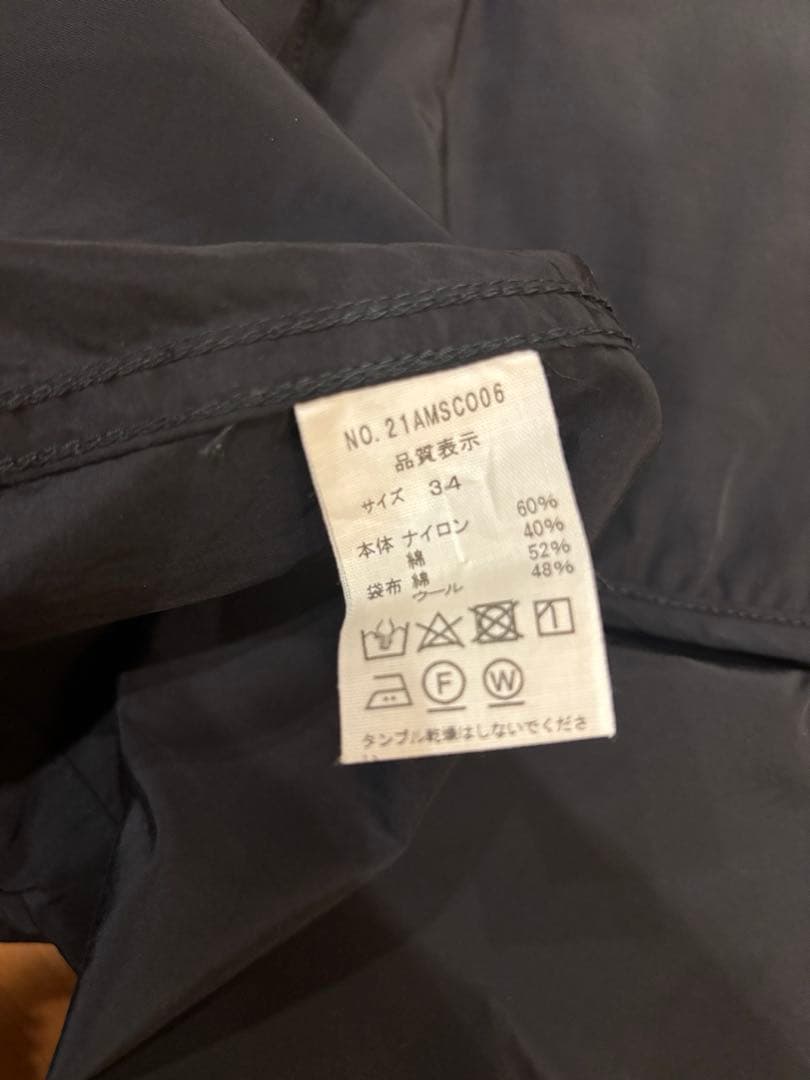 NO.21AMSCO06
品質表示
サイズ 34
本体 ナイロン 60%
綿 40%
袋布 綿 52%
ウール 48%
F W
タンブル乾燥はしないでくださ
い